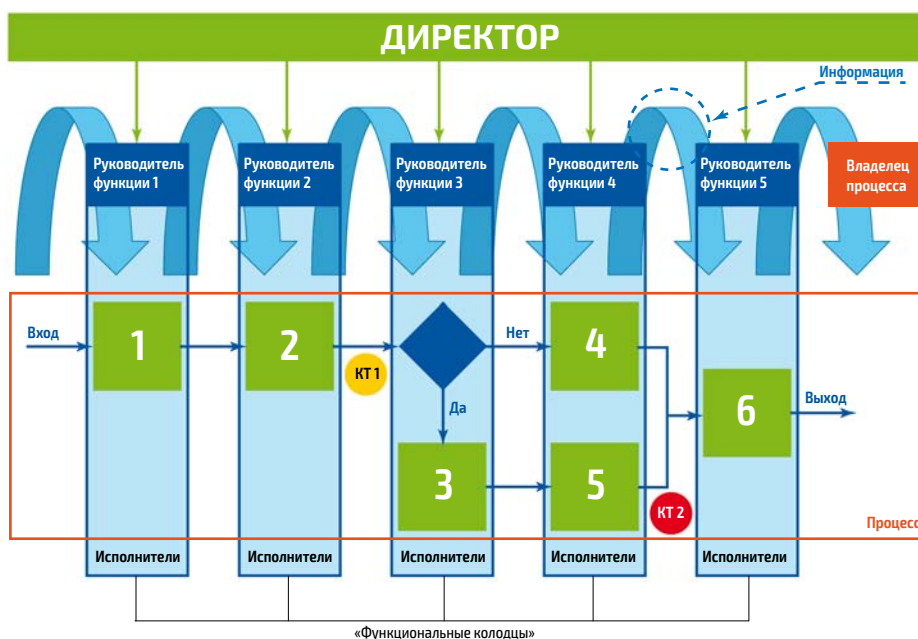 ДИРЕКТОР
Информация
Руководитель
функции 1
Руководитель
функции 2
Руководитель
функции 3
Руководитель
функции 4
Руководитель
функции 5
Владелец
процесса
Вход
1
2
КТ 1
Нет
4
Да
3
5
КТ 2
6
Выход
Процесс
Исполнители
Исполнители
Исполнители
Исполнители
Исполнители
«Функциональные колодцы»